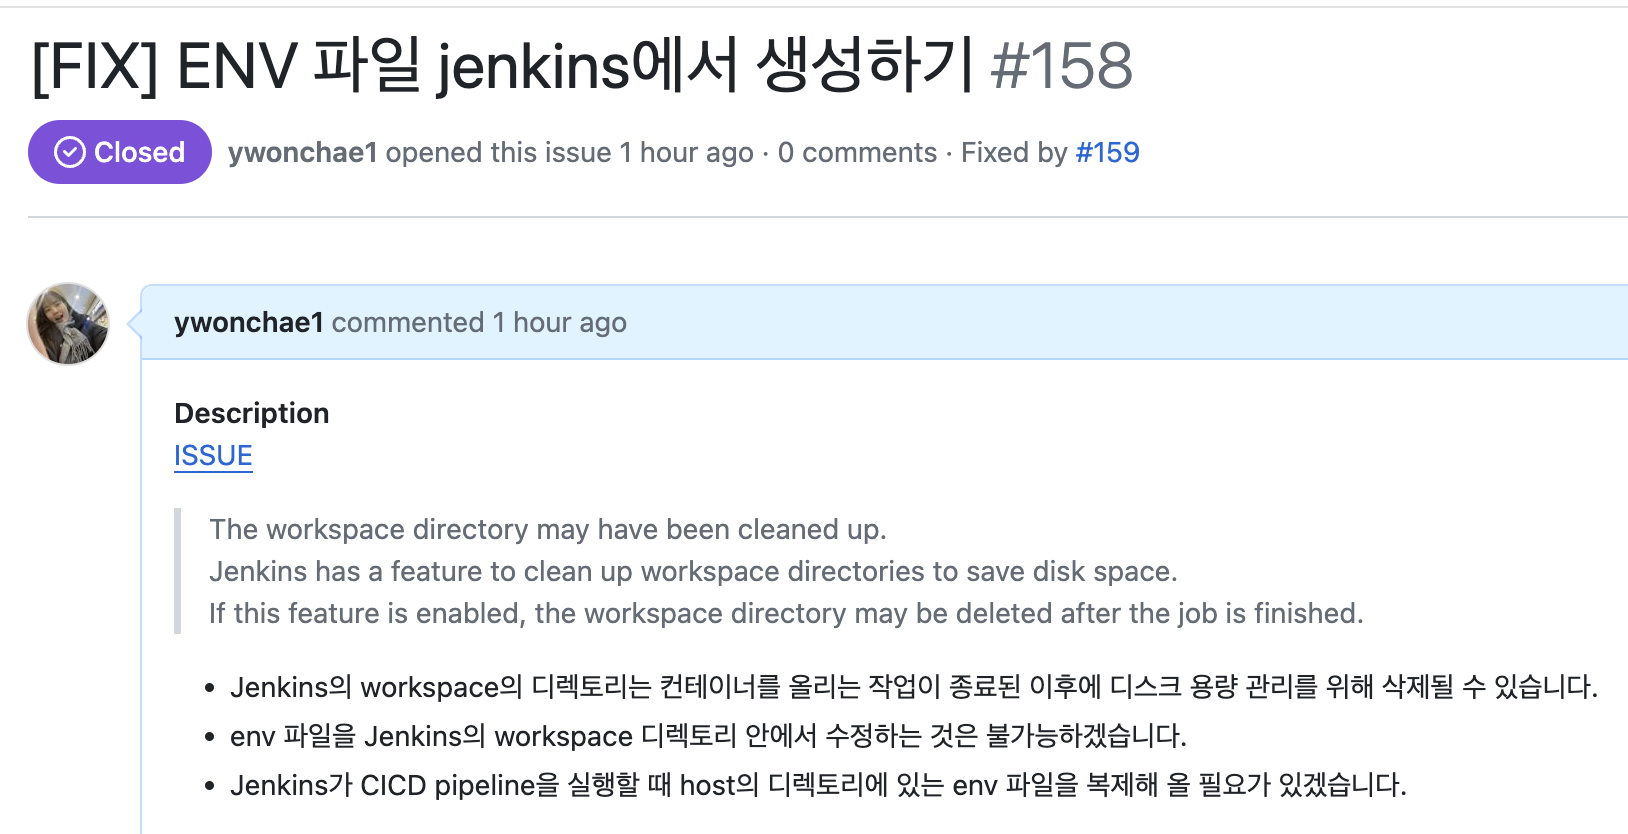 [FIX] ENV 파일 jenkins에서 생성하기 #158
Closed ywonchae1 opened this issue 1 hour ago · 0 comments · Fixed by #159
ywonchae1 commented 1 hour ago
Description
ISSUE
The workspace directory may have been cleaned up.
Jenkins has a feature to clean up workspace directories to save disk space.
If this feature is enabled, the workspace directory may be deleted after the job is finished.
• Jenkins의 workspace의 디렉토리는 컨테이너를 올리는 작업이 종료된 이후에 디스크 용량 관리를 위해 삭제될 수 있습니다.
• env 파일을 Jenkins의 workspace 디렉토리 안에서 수정하는 것은 불가능하겠습니다.
• Jenkins가 CICD pipeline을 실행할 때 host의 디렉토리에 있는 env 파일을 복제해 올 필요가 있겠습니다.